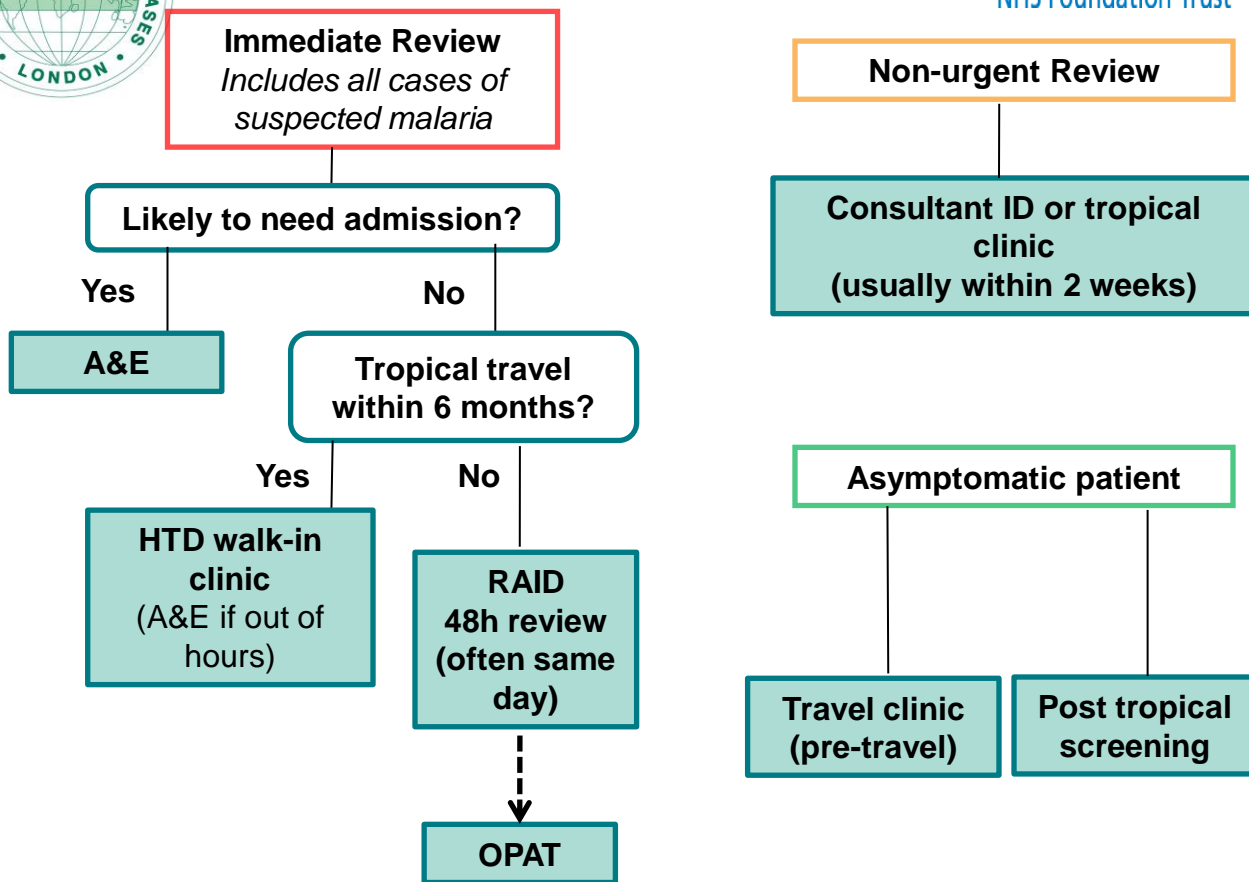 ASES
• LONDON •
NHS Foundation Trust
Immediate Review
Includes all cases of
suspected malaria
Likely to need admission?
Yes
No
A&E
Tropical travel
within 6 months?
Yes
No
HTD walk-in
clinic
(A&E if out of
hours)
RAID
48h review
(often same
day)
OPAT
Non-urgent Review
Consultant ID or tropical
clinic
(usually within 2 weeks)
Asymptomatic patient
Travel clinic
(pre-travel)
Post tropical
screening